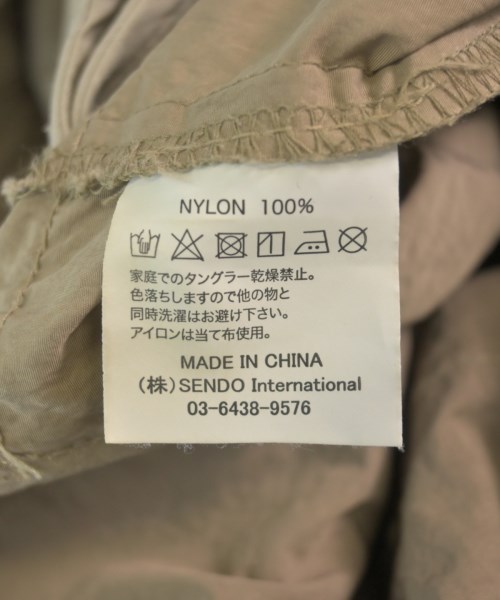 NYLON 100%
家庭でのタングラー乾燥禁止。
色落ちしますので他の物と
同時洗濯はお避け下さい。
アイロンは当て布使用。
MADE IN CHINA
(株)SENDO International
03-6438-9576